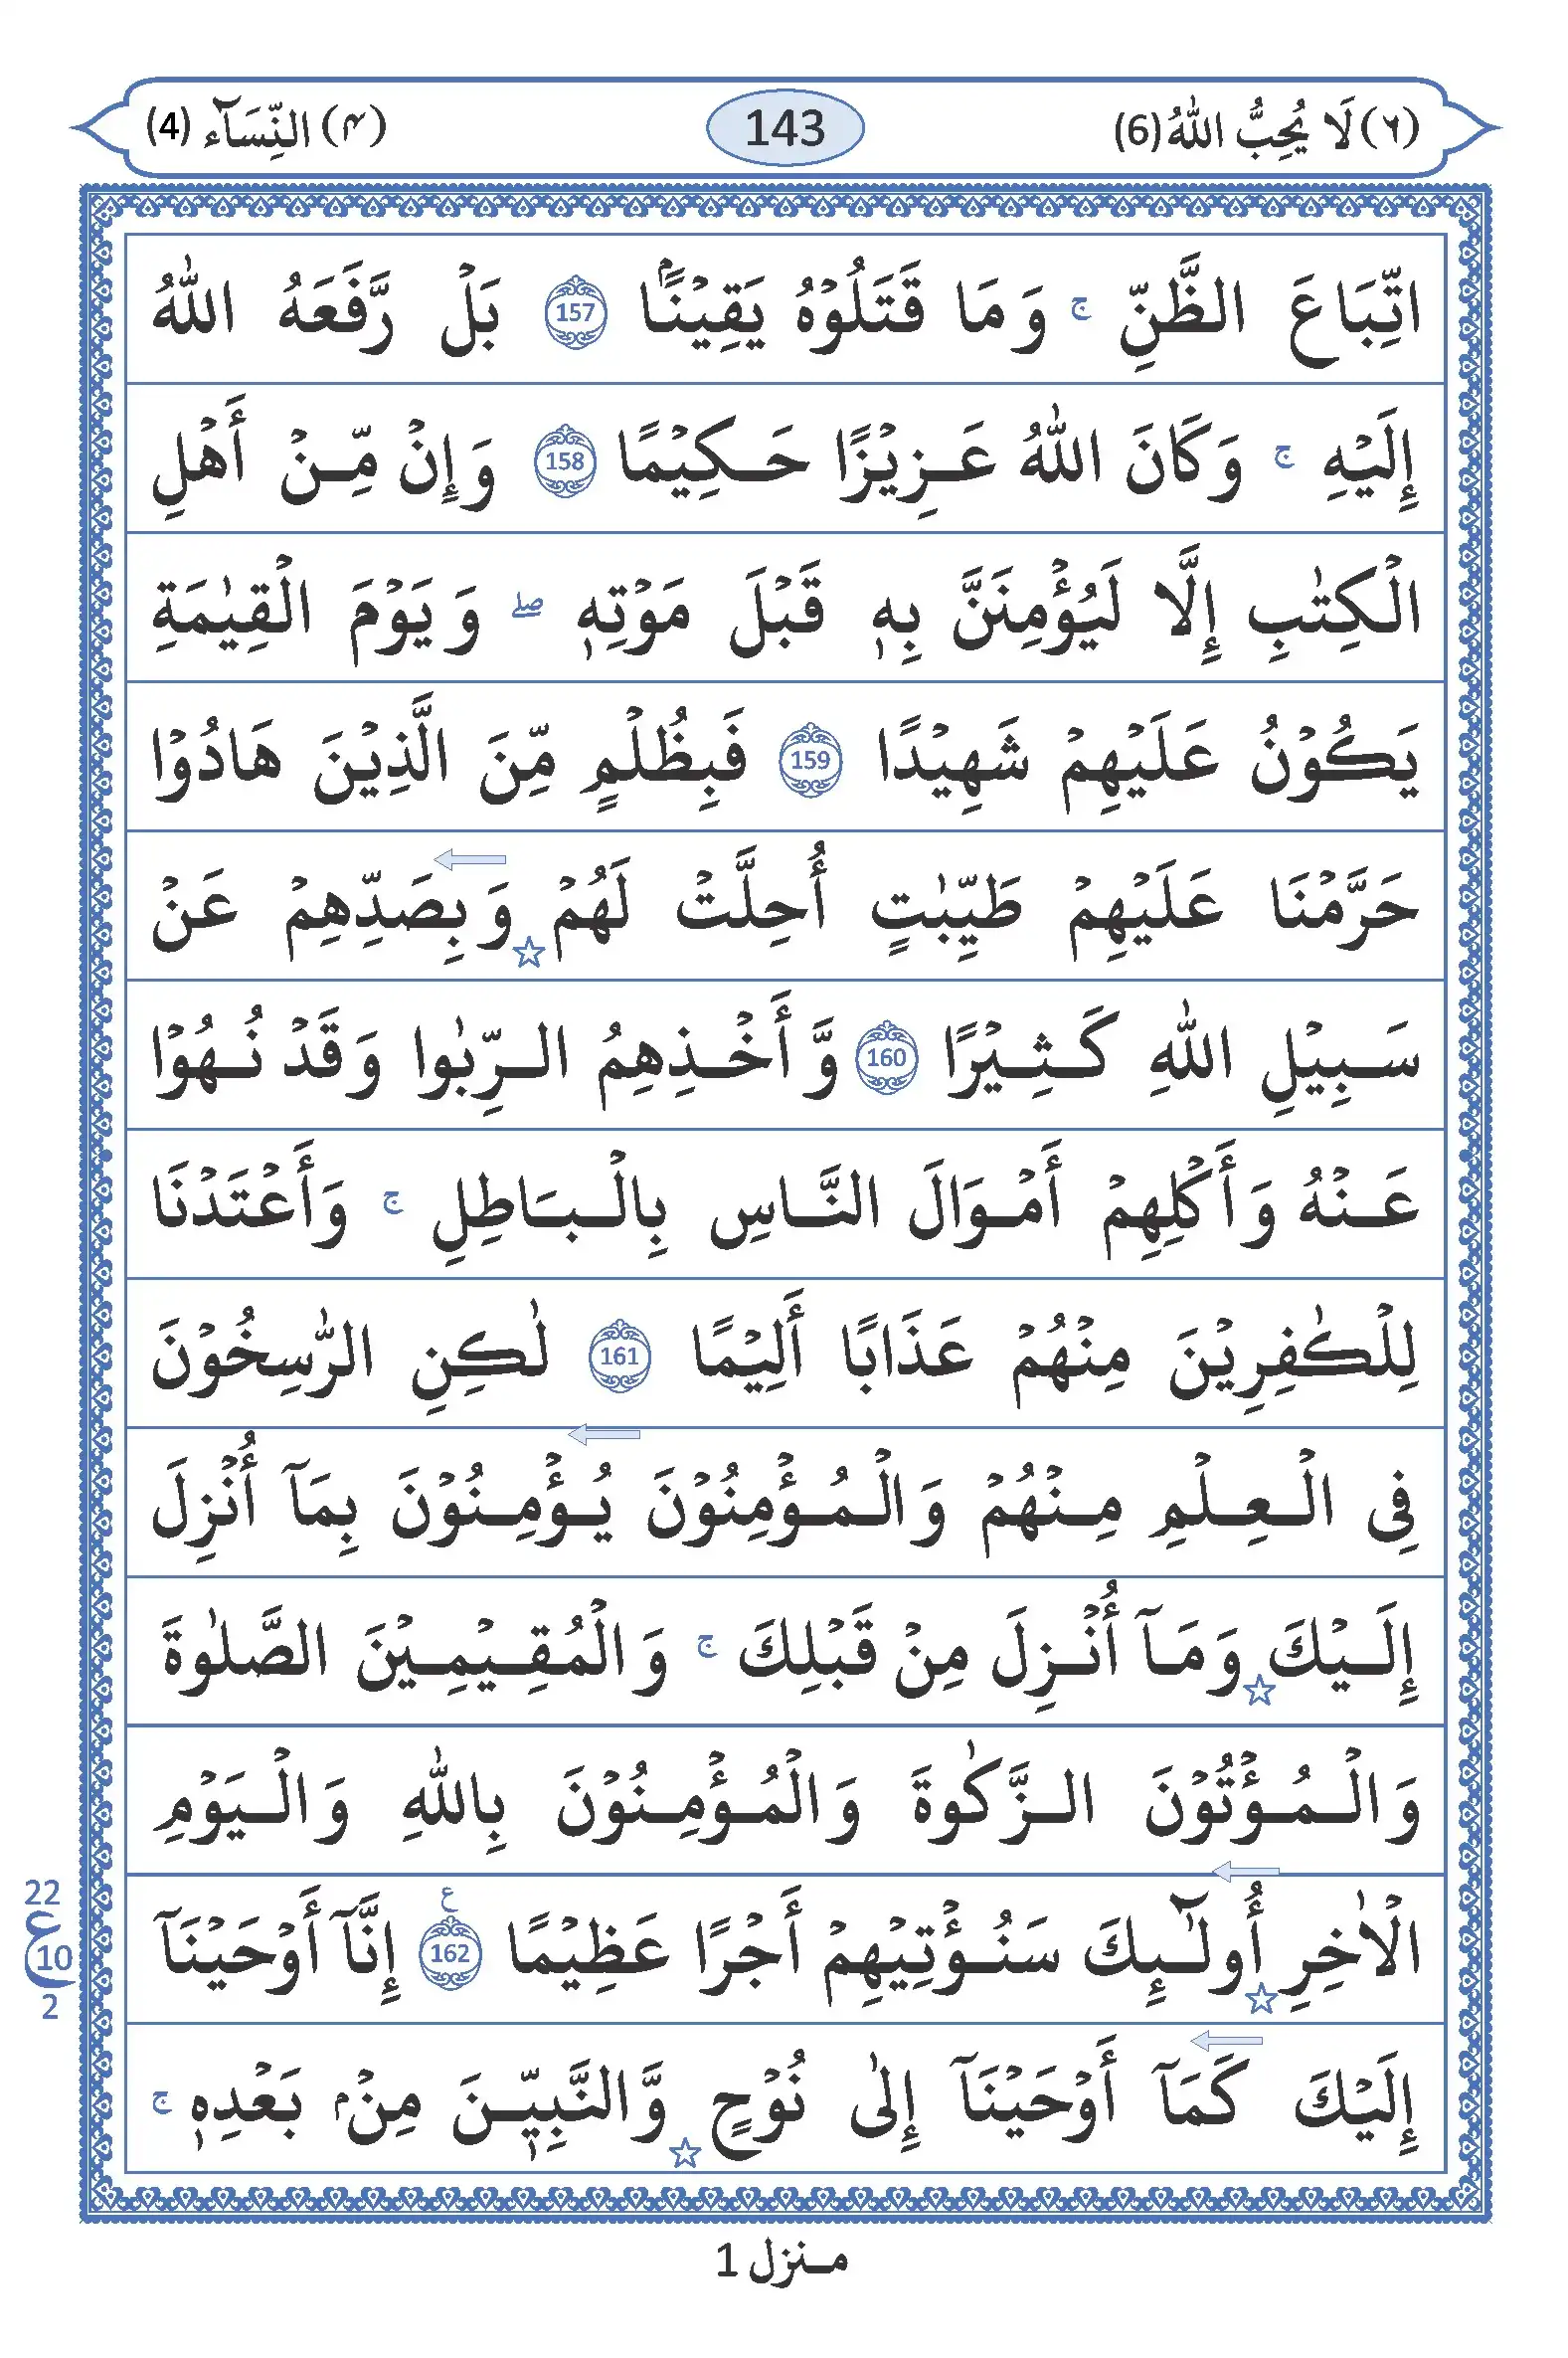 (٦) لَا يُحِبُّ اللّٰهُ (6) 143 (٤) النِّسَآء (4)
اتِّبَاعَ الظَّنِّ ۚ وَ مَا قَتَلُوْهُ يَقِيْنًۢا 157 بَلْ رَّفَعَهُ اللّٰهُ
إِلَيْهِ ۚ وَكَانَ اللّٰهُ عَزِيْزًا حَكِيْمًا 158 وَإِنْ مِّنْ أَهْلِ
الْكِتٰبِ إِلَّا لَيُؤْمِنَنَّ بِهٖ قَبْلَ مَوْتِهٖ ۖ وَ يَوْمَ الْقِيٰمَةِ
يَكُوْنُ عَلَيْهِمْ شَهِيْدًا 159 فَبِظُلْمٍ مِّنَ الَّذِيْنَ هَادُوْا
حَرَّمْنَا عَلَيْهِمْ طَيِّبٰتٍ أُحِلَّتْ لَهُمْ ☆ وَ بِصَدِّهِمْ عَنْ
سَبِيْلِ اللّٰهِ كَثِيْرًا 160 وَّ أَخْذِهِمُ الرِّبٰوا وَ قَدْ نُهُوْا
عَنْهُ وَ أَكْلِهِمْ أَمْوَالَ النَّاسِ بِالْبَاطِلِ ۚ وَأَعْتَدْنَا
لِلْكٰفِرِيْنَ مِنْهُمْ عَذَابًا أَلِيْمًا 161 لٰكِنِ الرّٰسِخُوْنَ
فِي الْعِلْمِ مِنْهُمْ وَ الْمُؤْمِنُوْنَ يُؤْمِنُوْنَ بِمَآ أُنْزِلَ
إِلَيْكَ ☆ وَ مَآ أُنْزِلَ مِنْ قَبْلِكَ ۚ وَ الْمُقِيْمِيْنَ الصَّلٰوةَ
وَ الْمُؤْتُوْنَ الزَّكٰوةَ وَ الْمُؤْمِنُوْنَ بِاللّٰهِ وَ الْيَوْمِ
الْاٰخِرِ ☆ أُولٰٓئِكَ سَنُؤْتِيْهِمْ أَجْرًا عَظِيْمًا ع 162 إِنَّآ أَوْحَيْنَآ
22 ع 10 2
إِلَيْكَ كَمَآ أَوْحَيْنَآ إِلٰى نُوْحٍ ☆ وَّ النَّبِيّٖنَ مِنْۢ بَعْدِهٖ ۚ
منزل 1